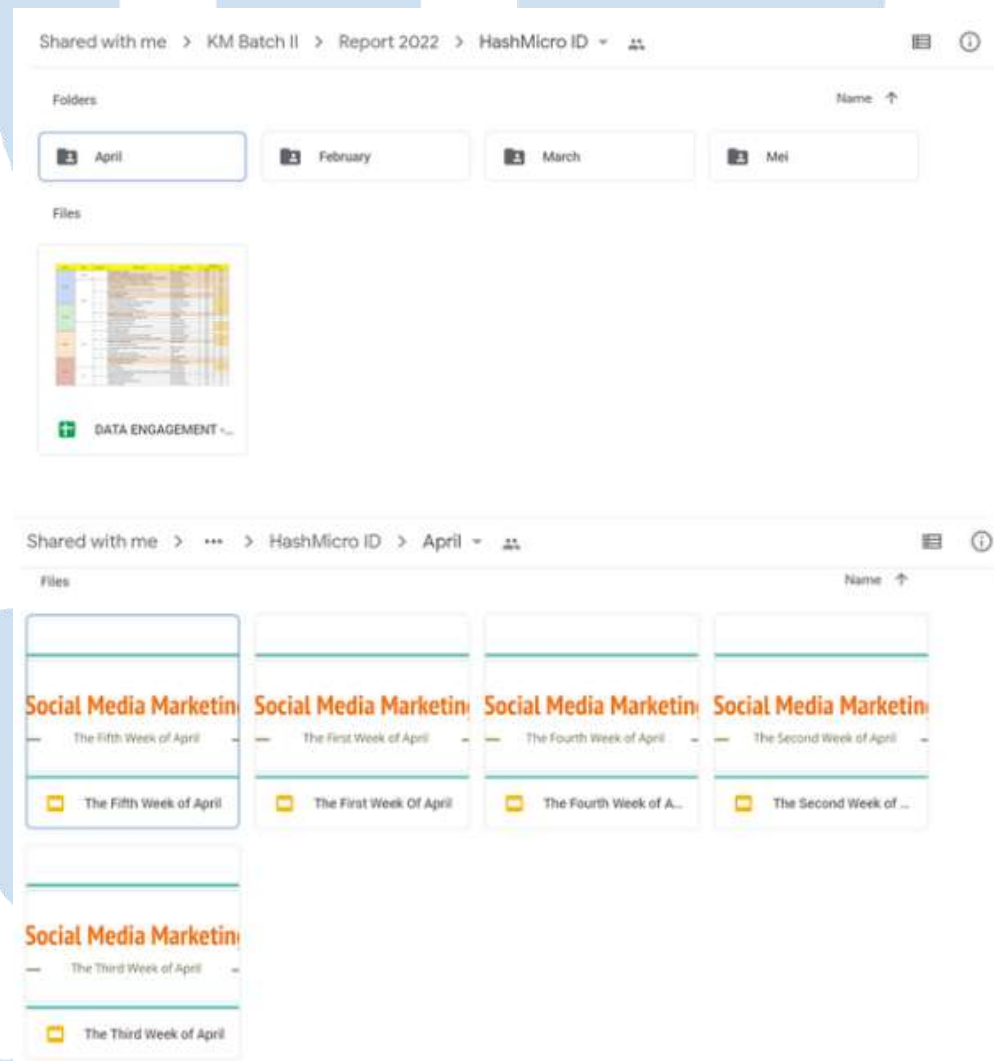 Shared with me > KM Batch II > Report 2022 > HashMicro ID
Folders Name ↑
April February March Mei
Files
DATA ENGAGEMENT -...
Shared with me > ••• > HashMicro ID > April
Files Name ↑
Social Media Marketin Social Media Marketin Social Media Marketin Social Media Marketin
The Fifth Week of April The First Week of April The Fourth Week of April The Second Week of April
The Fifth Week of April The First Week Of April The Fourth Week of A... The Second Week of ...
Social Media Marketin
The Third Week of April
The Third Week of April